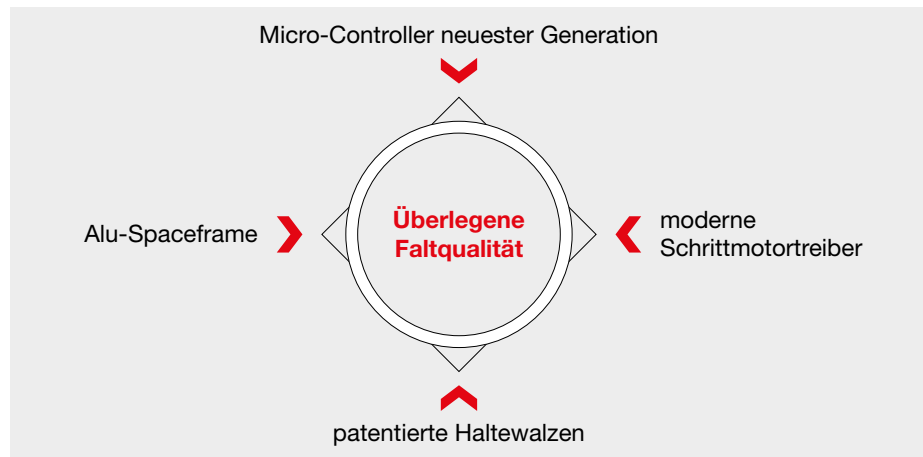 Micro-Controller neuester Generation
Alu-Spaceframe
Überlegene
Faltqualität
moderne
Schrittmotortreiber
patentierte Haltewalzen